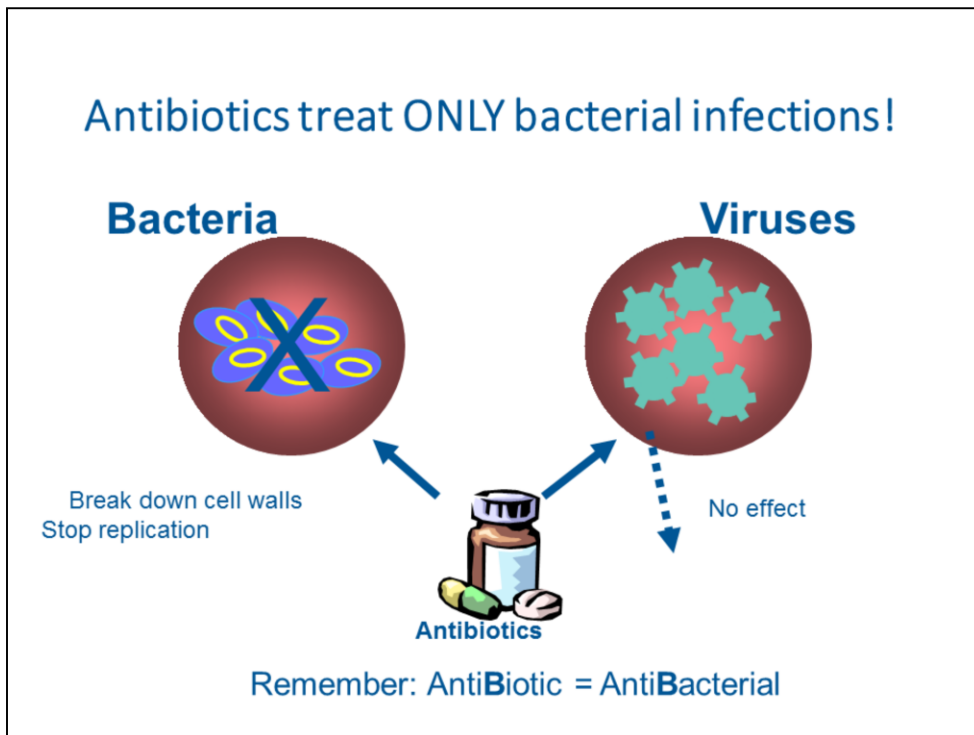 Antibiotics treat ONLY bacterial infections!
Bacteria
Viruses
Break down cell walls
Stop replication
No effect
Antibiotics
Remember: AntiBiotic = AntiBacterial